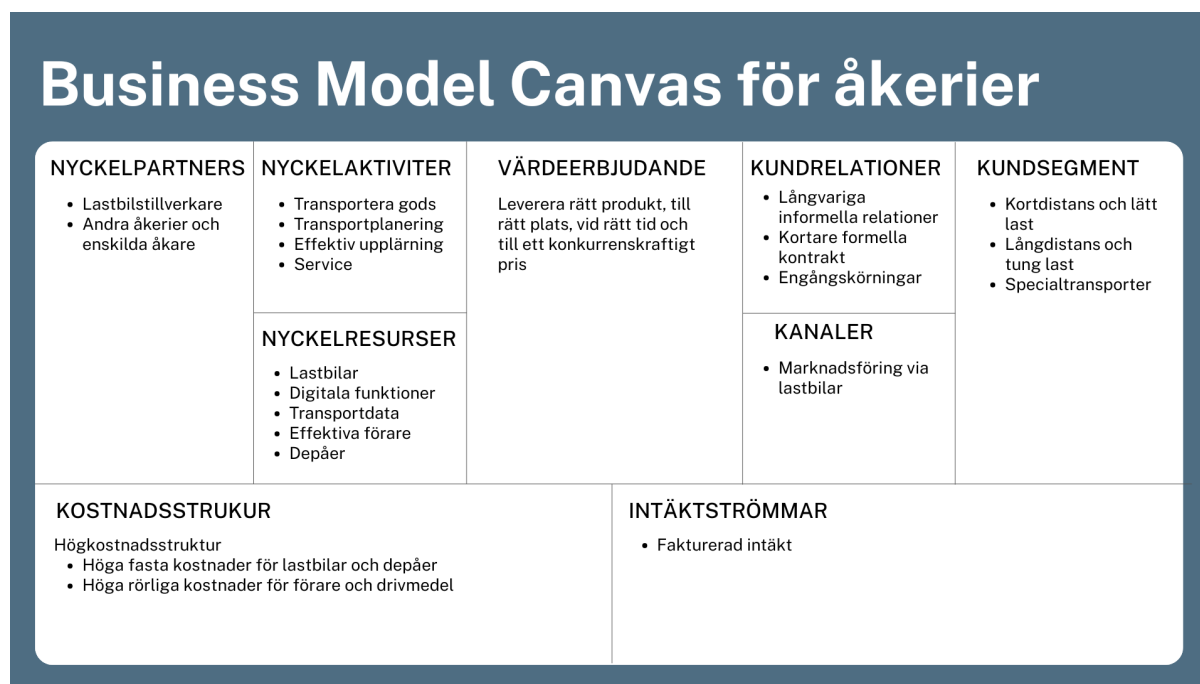 Business Model Canvas för åkerier
NYCKELPARTNERS
• Lastbilstillverkare
• Andra åkerier och
enskilda åkare
NYCKELAKTIVITER
• Transportera gods
• Transportplanering
• Effektiv upplärning
• Service
NYCKELRESURSER
• Lastbilar
• Digitala funktioner
• Transportdata
• Effektiva förare
• Depåer
VÄRDEERBJUDANDE
Leverera rätt produkt, till
rätt plats, vid rätt tid och
till ett konkurrenskraftigt
pris
KUNDRELATIONER
• Långvariga
informella relationer
• Kortare formella
kontrakt
• Engångskörningar
KANALER
• Marknadsföring via
lastbilar
KUNDSEGMENT
• Kortdistans och lätt
last
• Långdistans och
tung last
• Specialtransporter
KOSTNADSSTRUKUR
Högkostnadsstruktur
• Höga fasta kostnader för lastbilar och depåer
• Höga rörliga kostnader för förare och drivmedel
INTÄKTSTRÖMMAR
• Fakturerad intäkt